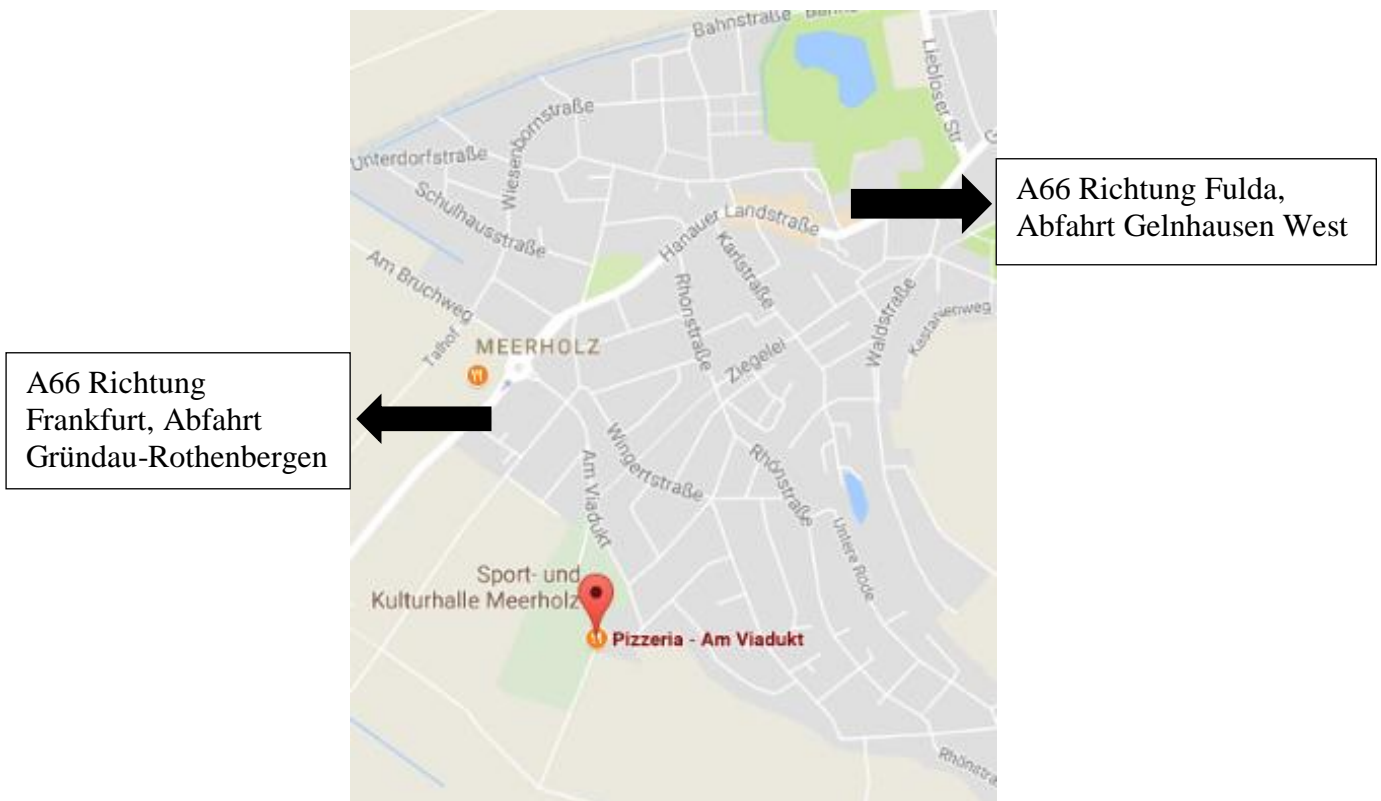 Bahnstraße
Liebloser Str.
Wiesenbornstraße
Unterdorfstraße
Schulhausstraße
A66 Richtung Fulda,
Abfahrt Gelnhausen West
Hanauer Landstraße
Karlstraße
Am Bruchweg
Rhönstraße
Waldstraße
Kastanienweg
Talhof
MEERHOLZ
Ziegelei
A66 Richtung
Frankfurt, Abfahrt
Gründau-Rothenbergen
Wingertstraße
Rhönstraße
Am Viadukt
Untere Rode
Sport- und
Kulturhalle Meerholz
Pizzeria - Am Viadukt